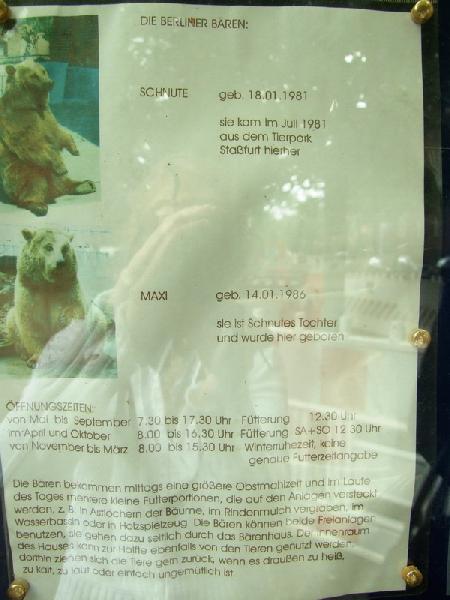 DIE BERLINER BÄREN:
SCHNUTE geb. 18.01.1981
sie kam im Juli 1981
aus dem Tierpark
Staßfurt hierher
MAXI geb. 14.01.1986
sie ist Schnutes Tochter
und wurde hier geboren
ÖFFNUNGSZEITEN:
von Mai bis September 7.30 bis 17.30 Uhr Fütterung 12.30 Uhr
im April und Oktober 8.00 bis 16.30 Uhr Fütterung SA+SO 12.30 Uhr
von November bis März 8.00 bis 15.30 Uhr Winterruhezeit, keine
genaue Futterzeitangabe
Die Bären bekommen mittags eine größere Obstmahlzeit und im Laufe
des Tages mehrere kleine Futterportionen, die auf den Anlagen versteckt
werden, z. B. in Astlöchern der Bäume, im Rindenmulch vergraben, im
Wasserbassin oder in Holzspielzeug. Die Bären können beide Freianlagen
benutzen, sie gehen dazu seitlich durch das Bärenhaus. Der Innenraum
des Hauses kann zur Hälfte ebenfalls von den Tieren genutzt werden,
dorthin ziehen sich die Tiere gern zurück, wenn es draußen zu heiß,
zu kalt, zu laut oder einfach ungemütlich ist.